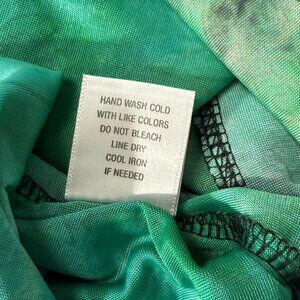 HAND WASH COLD
WITH LIKE COLORS
DO NOT BLEACH
LINE DRY
COOL IRON
IF NEEDED